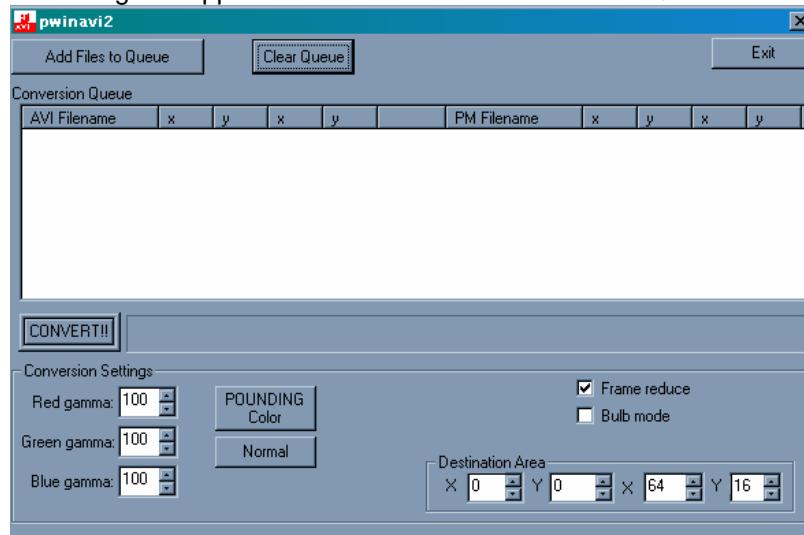 pwinavi2
Add Files to Queue Clear Queue Exit
Conversion Queue
AVI Filename x y x y PM Filename x y x y
CONVERT!!
Conversion Settings
Red gamma: 100 POUNDING Color Frame reduce
Green gamma: 100 Normal Bulb mode
Blue gamma: 100 Destination Area
X 0 Y 0 X 64 Y 16